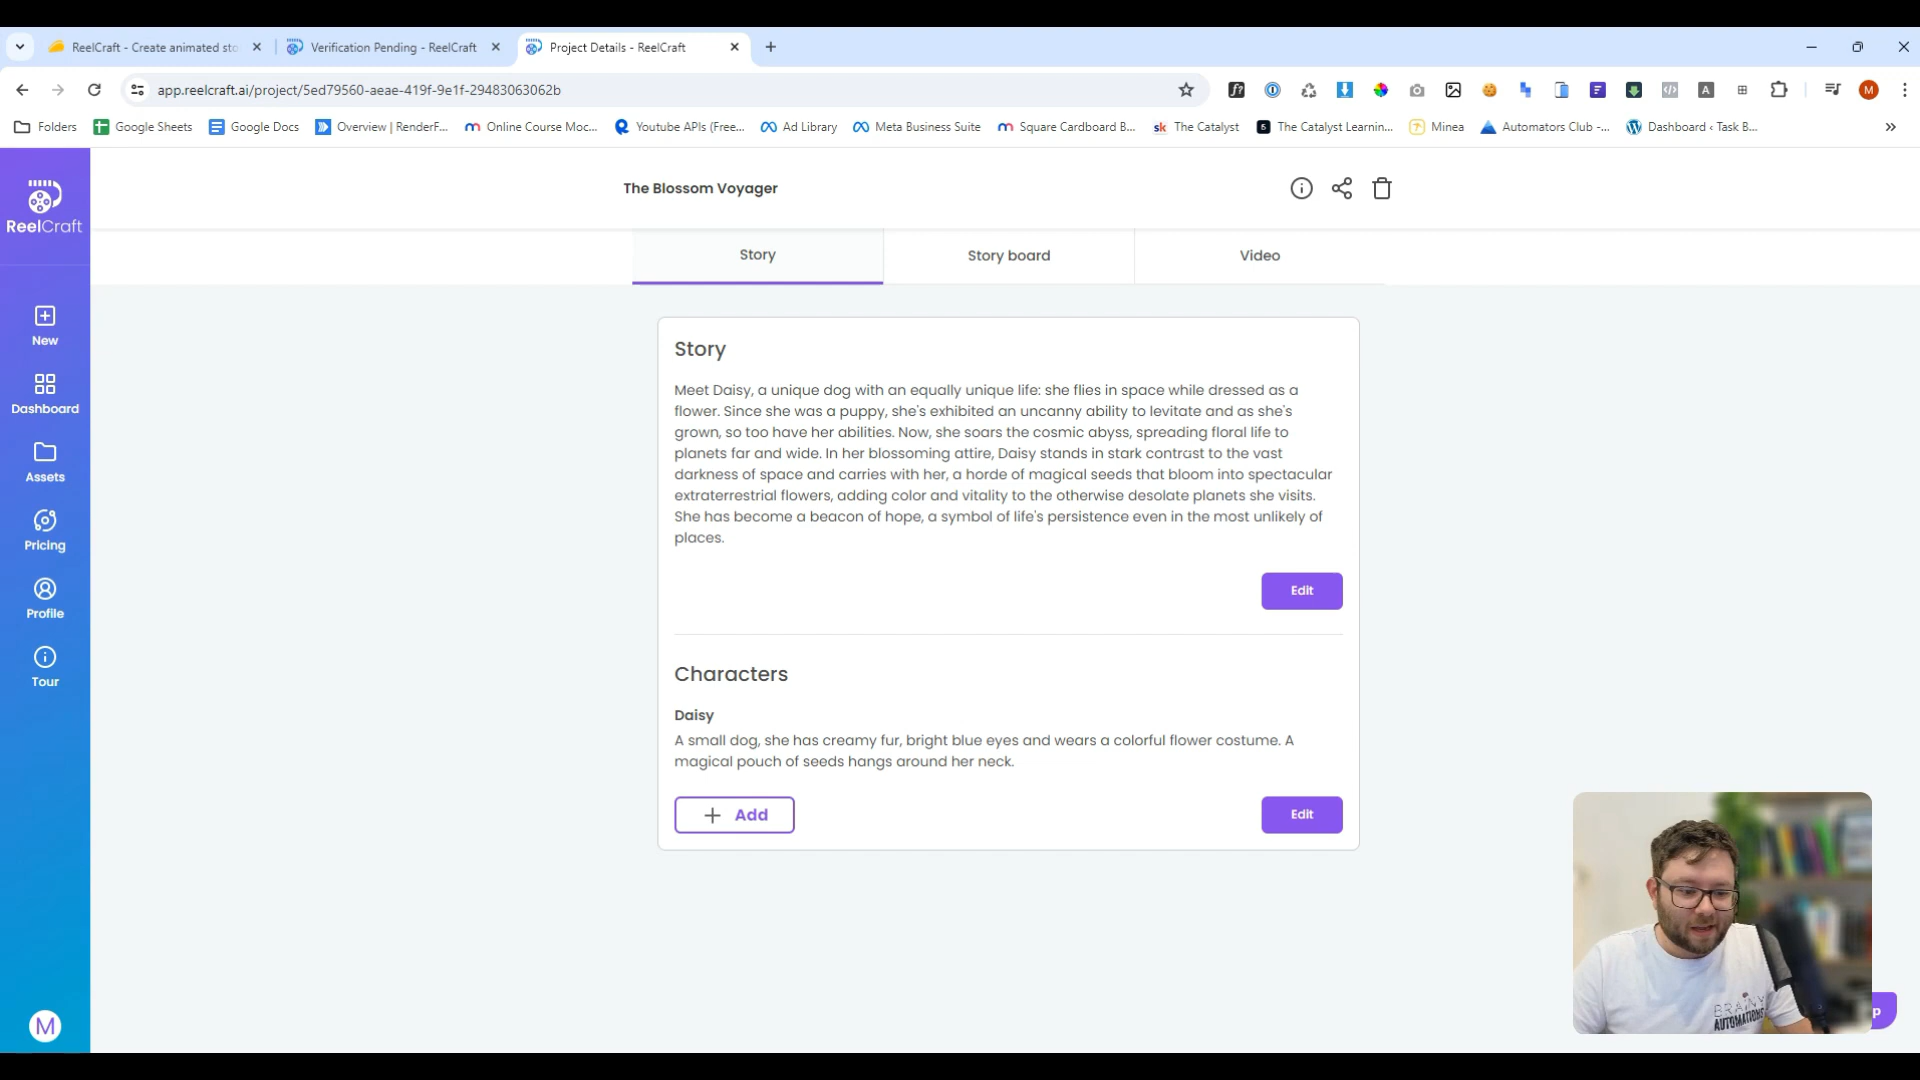 ReelCraft - Create animated sto
Verification Pending - ReelCraft
Project Details - ReelCraft
app.reelcraft.ai/project/5ed79560-aeae-419f-9e1f-29483063062b
Folders
Google Sheets
Google Docs
Overview | RenderF...
Online Course Moc...
Youtube APIs (Free...
Ad Library
Meta Business Suite
Square Cardboard B...
The Catalyst
The Catalyst Learnin...
Minea
Automators Club -...
Dashboard ‹ Task B...
ReelCraft
New
Dashboard
Assets
Pricing
Profile
Tour
M
The Blossom Voyager
Story
Story board
Video
Story
Meet Daisy, a unique dog with an equally unique life: she flies in space while dressed as a
flower. Since she was a puppy, she's exhibited an uncanny ability to levitate and as she's
grown, so too have her abilities. Now, she soars the cosmic abyss, spreading floral life to
planets far and wide. In her blossoming attire, Daisy stands in stark contrast to the vast
darkness of space and carries with her, a horde of magical seeds that bloom into spectacular
extraterrestrial flowers, adding color and vitality to the otherwise desolate planets she visits.
She has become a beacon of hope, a symbol of life's persistence even in the most unlikely of
places.
Edit
Characters
Daisy
A small dog, she has creamy fur, bright blue eyes and wears a colorful flower costume. A
magical pouch of seeds hangs around her neck.
Add
Edit
BRAINY
AUTOMATIONS
p